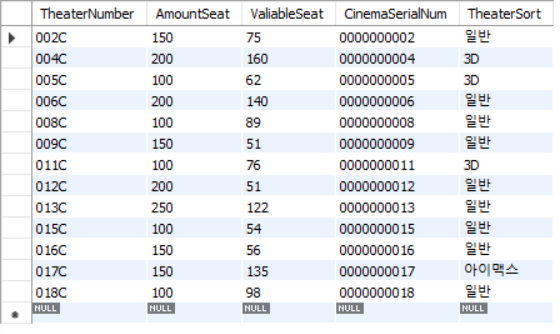 TheaterNumber AmountSeat ValiableSeat CinemaSerialNum TheaterSort
002C 150 75 0000000002 일반
004C 200 160 0000000004 3D
005C 100 62 0000000005 3D
006C 200 140 0000000006 일반
008C 100 89 0000000008 일반
009C 150 51 0000000009 일반
011C 100 76 0000000011 3D
012C 200 51 0000000012 일반
013C 250 122 0000000013 일반
015C 100 54 0000000015 일반
016C 150 56 0000000016 일반
017C 150 135 0000000017 아이맥스
018C 100 98 0000000018 일반
NULL NULL NULL NULL NULL